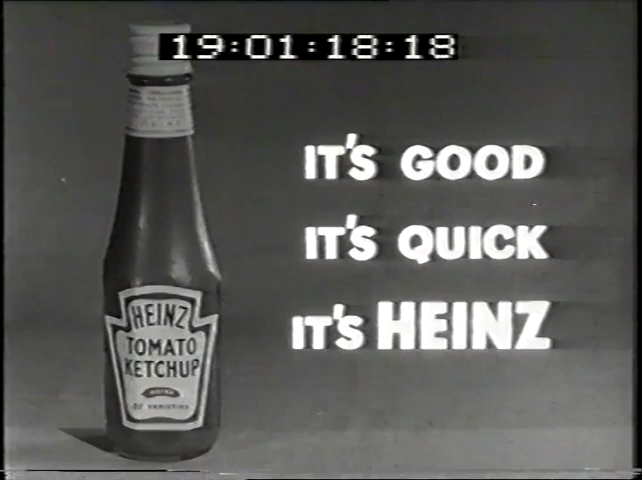 19:01:18:18
IT'S GOOD
IT'S QUICK
IT'S HEINZ
HEINZ
TOMATO
KETCHUP